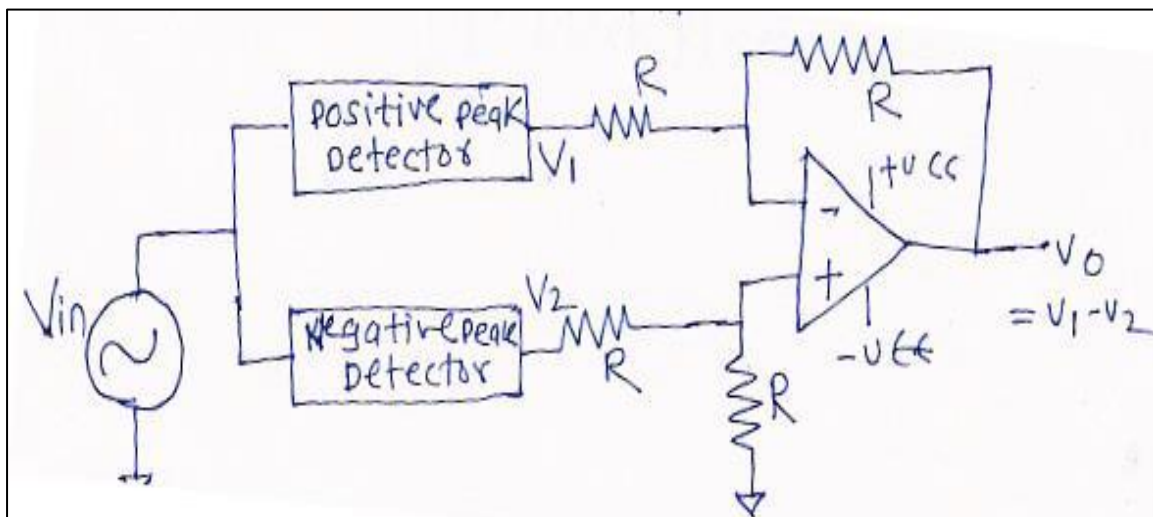 Vin
Positive peak
Detector
V1
R
R
-
+
+VCC
-VEE
Vo
= V1-V2
Negative peak
Detector
V2
R
R